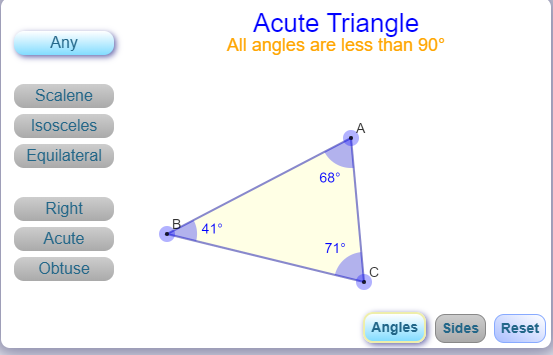 Acute Triangle
All angles are less than 90°
Any
Scalene
Isosceles
Equilateral
Right
Acute
Obtuse
A
68°
B
41°
71°
C
Angles Sides Reset